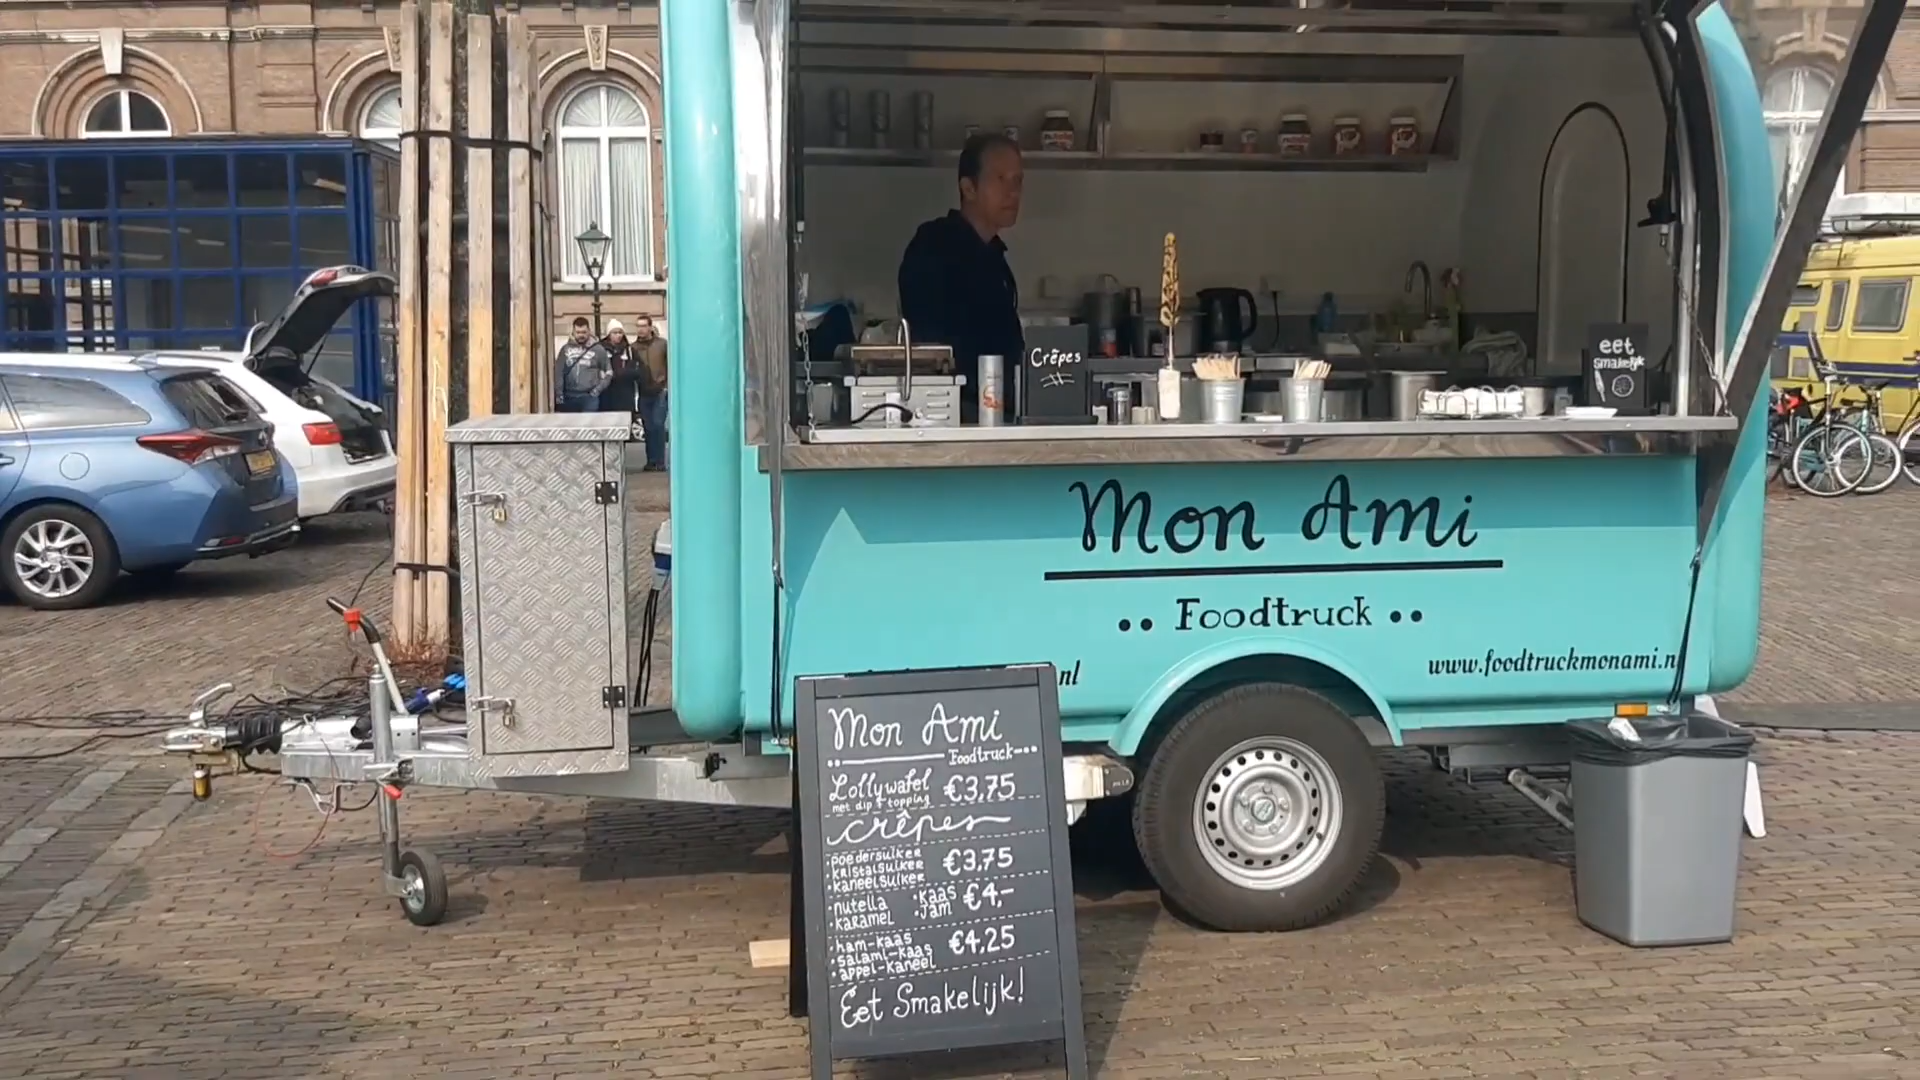 Crêpes
eet
smakelijk
Mon Ami
Foodtruck
www.foodtruckmonami.nl
nl
Mon Ami
Foodtruck
Lollywafel €3,75
met dip + topping
crêpes
• poedersuiker
• kristalsuiker €3,75
• kaneelsuiker
• nutella • kaas €4,-
• karamel • jam
• ham-kaas
• salami-kaas €4,25
• appel-kaneel
Eet Smakelijk!